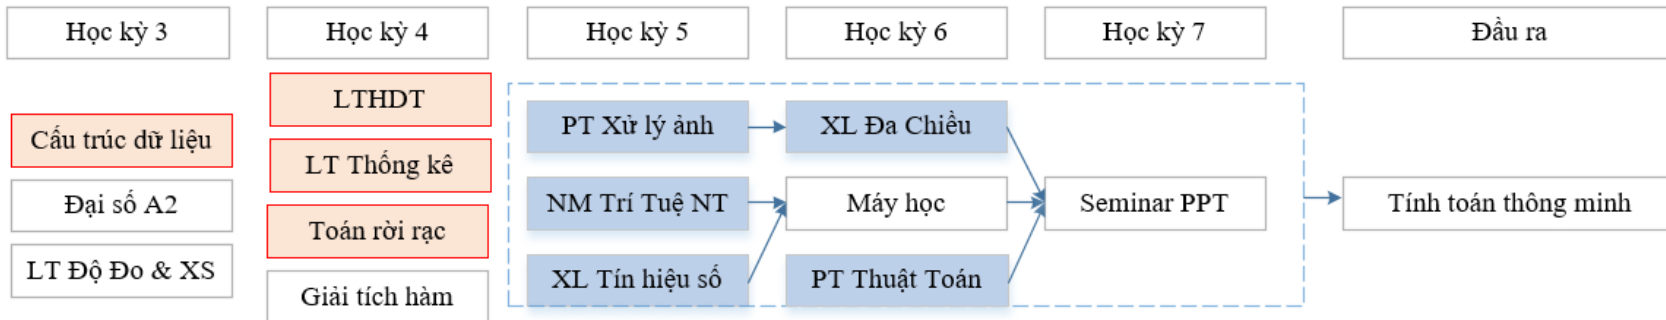 Học kỳ 3
Học kỳ 4
Học kỳ 5
Học kỳ 6
Học kỳ 7
Đầu ra
Cấu trúc dữ liệu
Đại số A2
LT Độ Đo & XS
LTHDT
LT Thống kê
Toán rời rạc
Giải tích hàm
PT Xử lý ảnh
NM Trí Tuệ NT
XL Tín hiệu số
XL Đa Chiều
Máy học
PT Thuật Toán
Seminar PPT
Tính toán thông minh